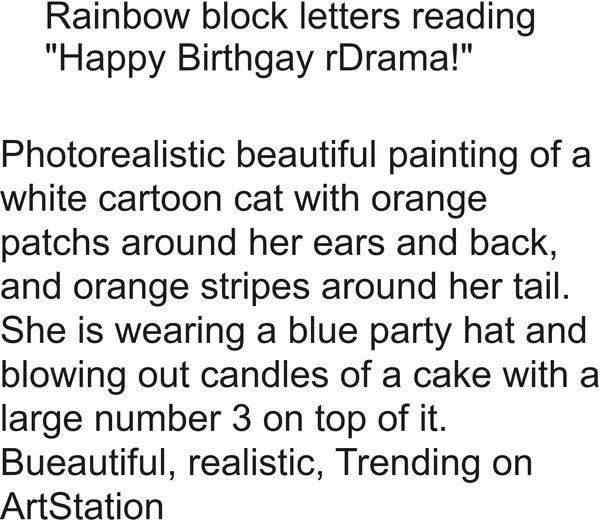 Rainbow block letters reading
"Happy Birthgay rDrama!"
Photorealistic beautiful painting of a
white cartoon cat with orange
patchs around her ears and back,
and orange stripes around her tail.
She is wearing a blue party hat and
blowing out candles of a cake with a
large number 3 on top of it.
Bueautiful, realistic, Trending on
ArtStation